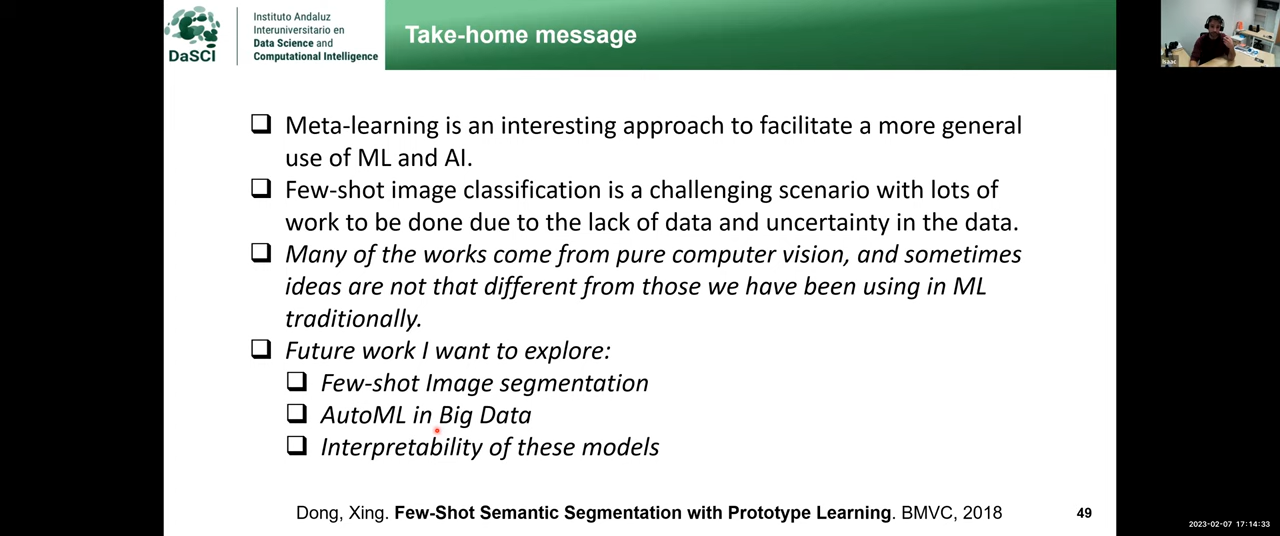 DaSCI
Instituto Andaluz
Interuniversitario en
Data Science and
Computational Intelligence
Take-home message
Isaac
Meta-learning is an interesting approach to facilitate a more general
use of ML and AI.
Few-shot image classification is a challenging scenario with lots of
work to be done due to the lack of data and uncertainty in the data.
Many of the works come from pure computer vision, and sometimes
ideas are not that different from those we have been using in ML
traditionally.
Future work I want to explore:
Few-shot Image segmentation
AutoML in Big Data
Interpretability of these models
Dong, Xing. Few-Shot Semantic Segmentation with Prototype Learning. BMVC, 2018
49
2023-02-07 17:14:33